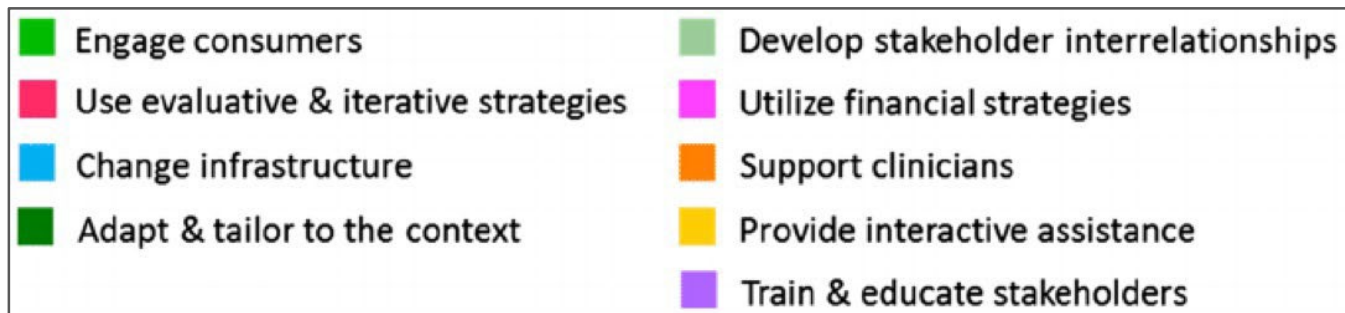 Engage consumers
Use evaluative & iterative strategies
Change infrastructure
Adapt & tailor to the context
Develop stakeholder interrelationships
Utilize financial strategies
Support clinicians
Provide interactive assistance
Train & educate stakeholders